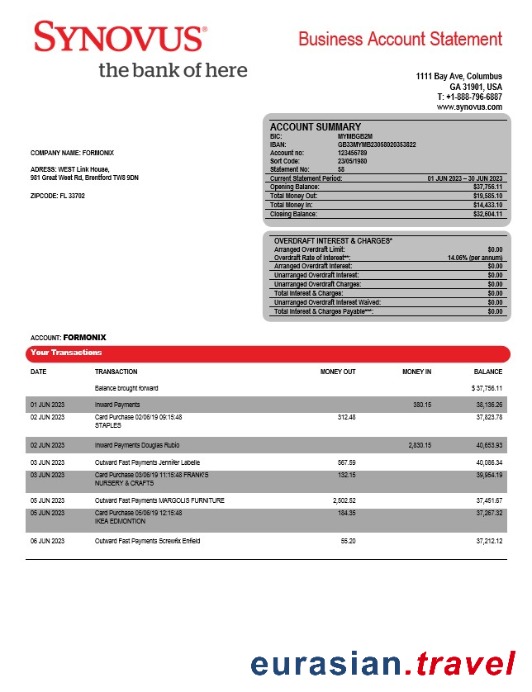 SYNOVUS®
the bank of here
Business Account Statement
1111 Bay Ave, Columbus
GA 31901, USA
T: +1-888-796-6887
www.synovus.com
COMPANY NAME: FORMONIX
ADRESS: WEST Link House,
981 Great West Rd, Brentford TW8 9DN
ZIPCODE: FL 33702
ACCOUNT SUMMARY
BIC: MYMBGB2M
IBAN: GB33MYMB23058020353822
Account no: 123456789
Sort Code: 23/05/1980
Statement No: 58
Current Statement Period: 01 JUN 2023 – 30 JUN 2023
Opening Balance: $37,756.11
Total Money Out: $19,585.10
Total Money In: $14,433.10
Closing Balance: $32,604.11
OVERDRAFT INTEREST & CHARGES*
Arranged Overdraft Limit: $0.00
Overdraft Rate of Interest**: 14.05% (per annum)
Arranged Overdraft Interest: $0.00
Unarranged Overdraft Interest: $0.00
Unarranged Overdraft Charges: $0.00
Total Interest & Charges: $0.00
Unarranged Overdraft Interest Waived: $0.00
Total Interest & Charges Payable***: $0.00
ACCOUNT: FORMONIX
Your Transactions
DATE TRANSACTION MONEY OUT MONEY IN BALANCE
Balance brought forward $ 37,756.11
01 JUN 2023 Inward Payments 380.15 38,136.26
02 JUN 2023 Card Purchase 02/06/19 09:15:48 312.48 37,823.78
STAPLES
02 JUN 2023 Inward Payments Douglas Rubio 2,830.15 40,653.93
03 JUN 2023 Outward Fast Payments Jennifer Labelle 567.59 40,086.34
03 JUN 2023 Card Purchase 03/06/19 11:15:48 FRANK'S 132.15 39,954.19
NURSERY & CRAFTS
05 JUN 2023 Outward Fast Payments MARGOLIS FURNITURE 2,502.52 37,451.67
05 JUN 2023 Card Purchase 05/06/19 12:15:48 184.35 37,267.32
IKEA EDMONTION
06 JUN 2023 Outward Fast Payments Screwfix Enfield 55.20 37,212.12
eurasian.travel